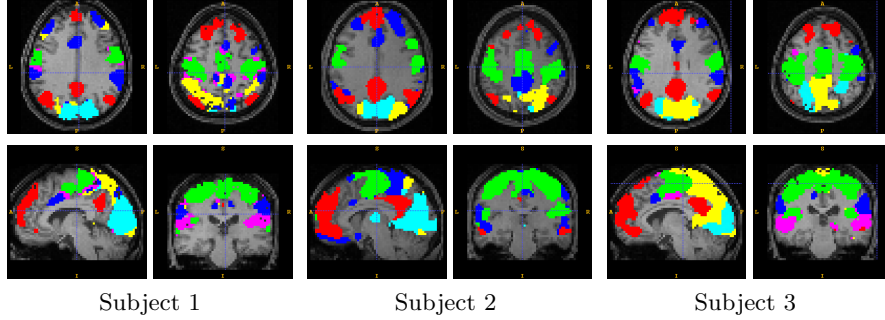 A A A A A A
L R L R L R
P P P P P P
S S S
A P L R A P L R A P L R
I I I
Subject 1 Subject 2 Subject 3